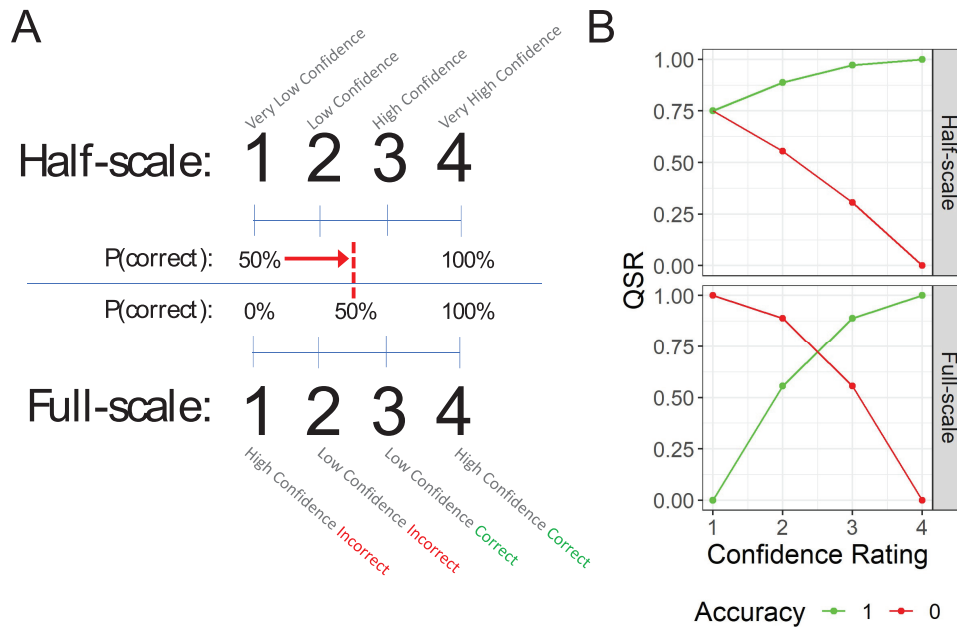 A
Very Low Confidence
Low Confidence
High Confidence
Very High Confidence
Half-scale: 1 2 3 4
P(correct): 50% 100%
P(correct): 0% 50% 100%
Full-scale: 1 2 3 4
High Confidence Incorrect
Low Confidence Incorrect
Low Confidence Correct
High Confidence Correct
B
1.00
0.75
0.50
0.25
0.00
Half-scale
QSR
1.00
0.75
0.50
0.25
0.00
Full-scale
1 2 3 4
Confidence Rating
Accuracy 1 0